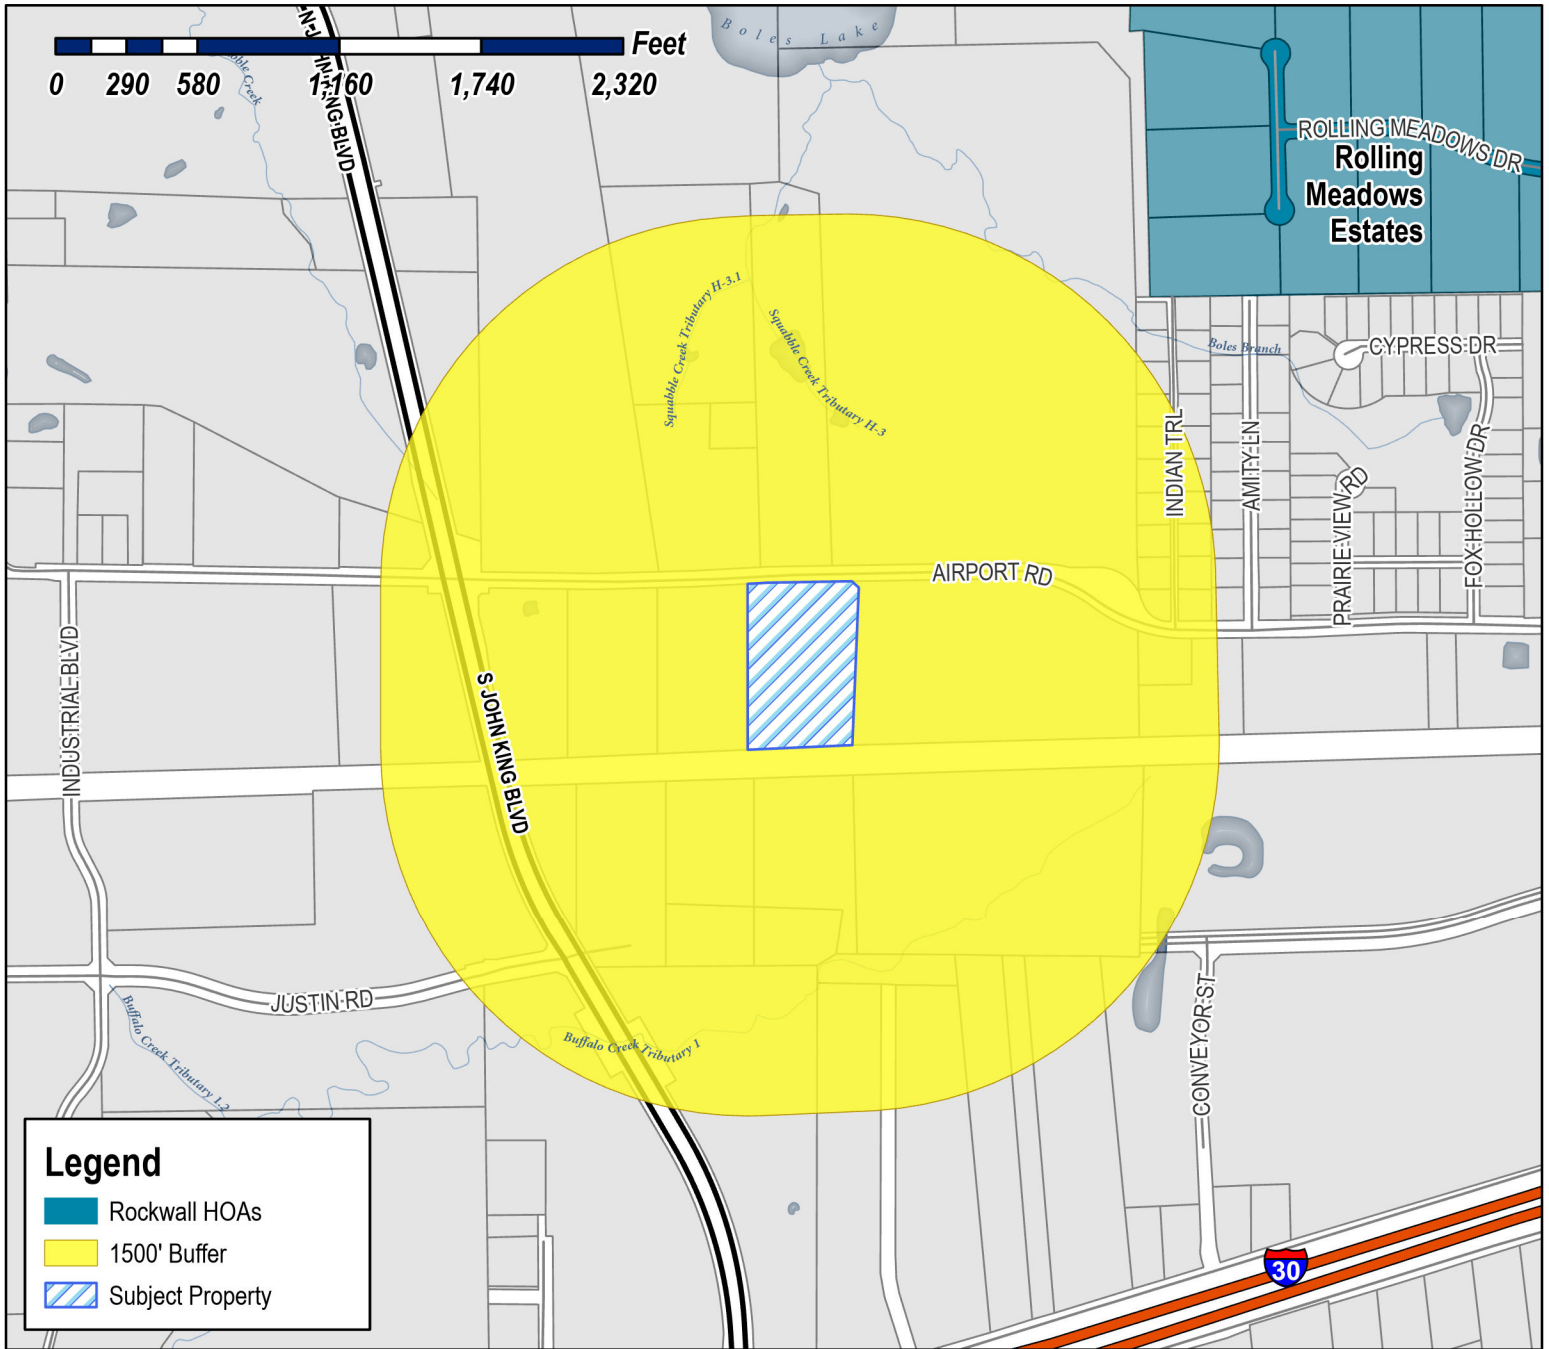 Feet
0 290 580 1,160 1,740 2,320
N JOHN KING BLVD
Boles Lake
ROLLING MEADOWS DR
Rolling
Meadows
Estates
Squabble Creek Tributary H-3.1
Squabble Creek Tributary H-3
Boles Branch
CYPRESS DR
INDIAN TRL
AMITY LN
PRAIRIE VIEW RD
FOX HOLLOW DR
AIRPORT RD
INDUSTRIAL BLVD
S JOHN KING BLVD
JUSTIN RD
Buffalo Creek Tributary 1
Buffalo Creek Tributary 1.2
CONVEYOR ST
30
Legend
Rockwall HOAs
1500' Buffer
Subject Property